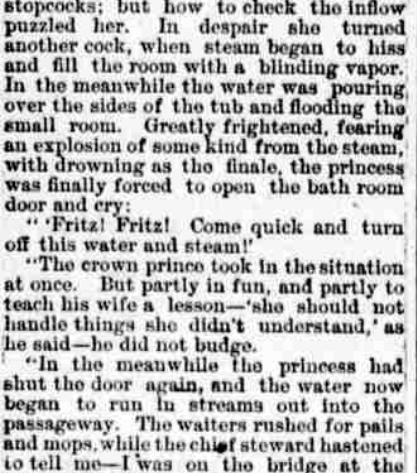 stopcocks; but how to check the inflow
puzzled her. In despair she turned
another cock, when steam began to hiss
and fill the room with a blinding vapor.
In the meanwhile the water was pouring
over the sides of the tub and flooding the
small room. Greatly frightened, fearing
an explosion of some kind from the steam,
with drowning as the finale, the princess
was finally forced to open the bath room
door and cry:
" 'Fritz! Fritz! Come quick and turn
off this water and steam!'
"The crown prince took in the situation
at once. But partly in fun, and partly to
teach his wife a lesson—'she should not
handle things she didn't understand,' as
he said—he did not budge.
"In the meanwhile the princess had
shut the door again, and the water now
began to run in streams out into the
passageway. The waiters rushed for pails
and mops, while the chief steward hastened
to tell me—I was on the bridge at the